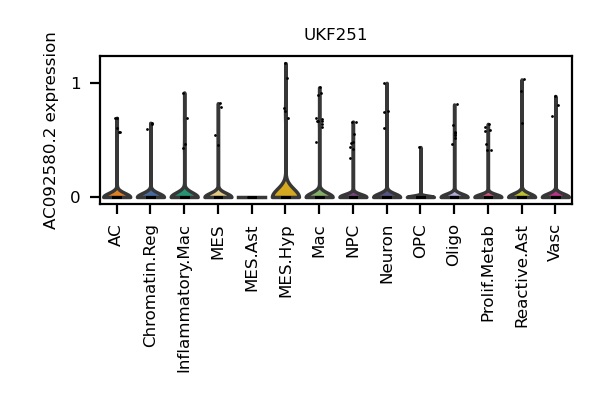 UKF251
AC092580.2 expression
1
0
AC
Chromatin.Reg
Inflammatory.Mac
MES
MES.Ast
MES.Hyp
Mac
NPC
Neuron
OPC
Oligo
Prolif.Metab
Reactive.Ast
Vasc